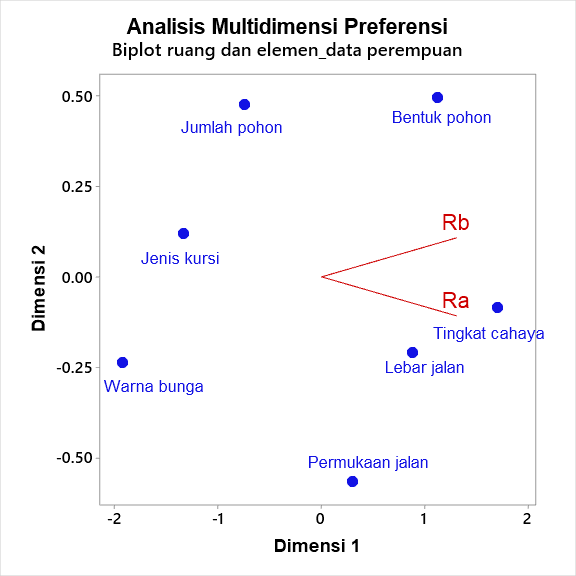 Analisis Multidimensi Preferensi
Biplot ruang dan elemen_data perempuan
0.50
0.25
0.00
-0.25
-0.50
Dimensi 2
Jumlah pohon
Bentuk pohon
Jenis kursi
Rb
Ra
Tingkat cahaya
Lebar jalan
Warna bunga
Permukaan jalan
-2
-1
0
1
2
Dimensi 1